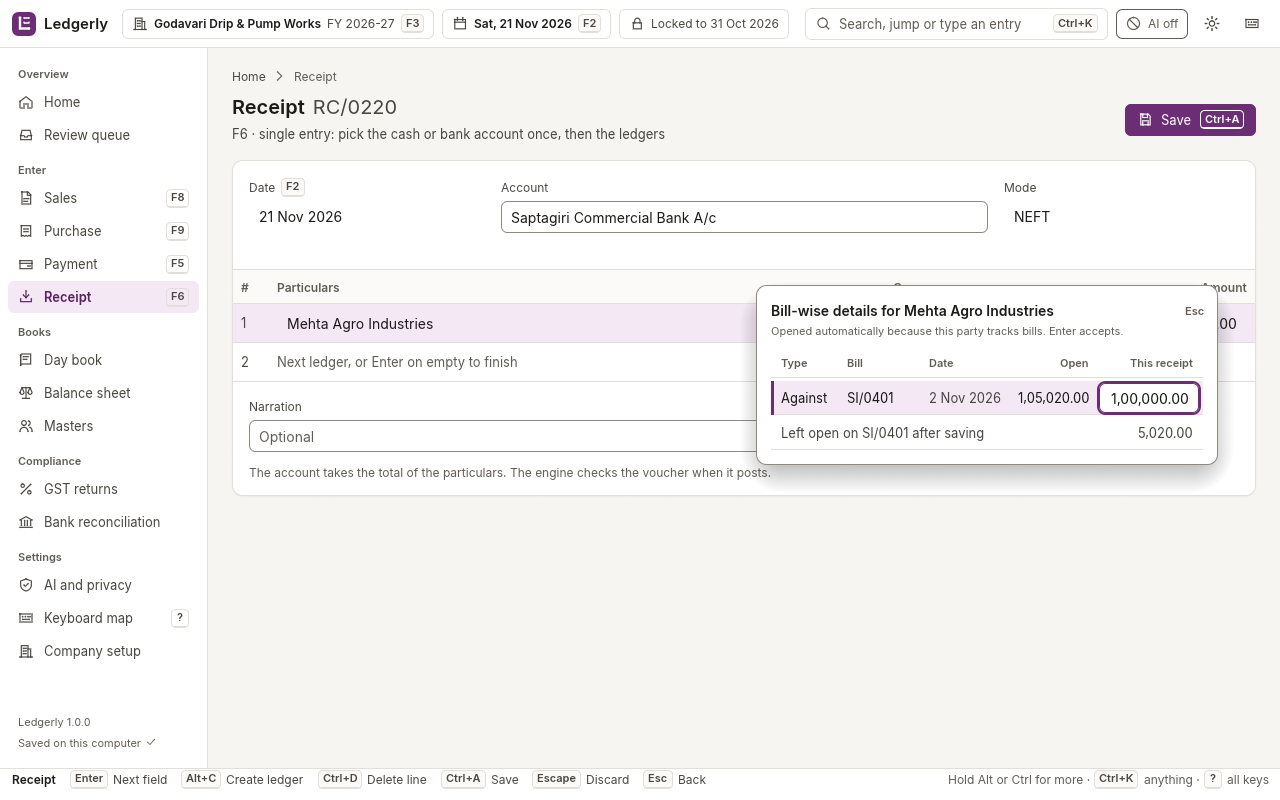 Ledgerly
Godavari Drip & Pump Works FY 2026-27 F3
Sat, 21 Nov 2026 F2
Locked to 31 Oct 2026
Search, jump or type an entry Ctrl+K
AI off
Overview
Home
Review queue
Enter
Sales F8
Purchase F9
Payment F5
Receipt F6
Books
Day book
Balance sheet
Masters
Compliance
GST returns
Bank reconciliation
Settings
AI and privacy
Keyboard map ?
Company setup
Ledgerly 1.0.0
Saved on this computer
Home Receipt
Receipt RC/0220
F6 · single entry: pick the cash or bank account once, then the ledgers
Save Ctrl+A
Date F2
21 Nov 2026
Account
Saptagiri Commercial Bank A/c
Mode
NEFT
# Particulars
1 Mehta Agro Industries
2 Next ledger, or Enter on empty to finish
Narration
Optional
The account takes the total of the particulars. The engine checks the voucher when it posts.
Bill-wise details for Mehta Agro Industries Esc
Opened automatically because this party tracks bills. Enter accepts.
Type Bill Date Open This receipt
Against SI/0401 2 Nov 2026 1,05,020.00 1,00,000.00
Left open on SI/0401 after saving 5,020.00
Receipt Enter Next field Alt+C Create ledger Ctrl+D Delete line Ctrl+A Save Escape Discard Esc Back
Hold Alt or Ctrl for more · Ctrl+K anything · ? all keys